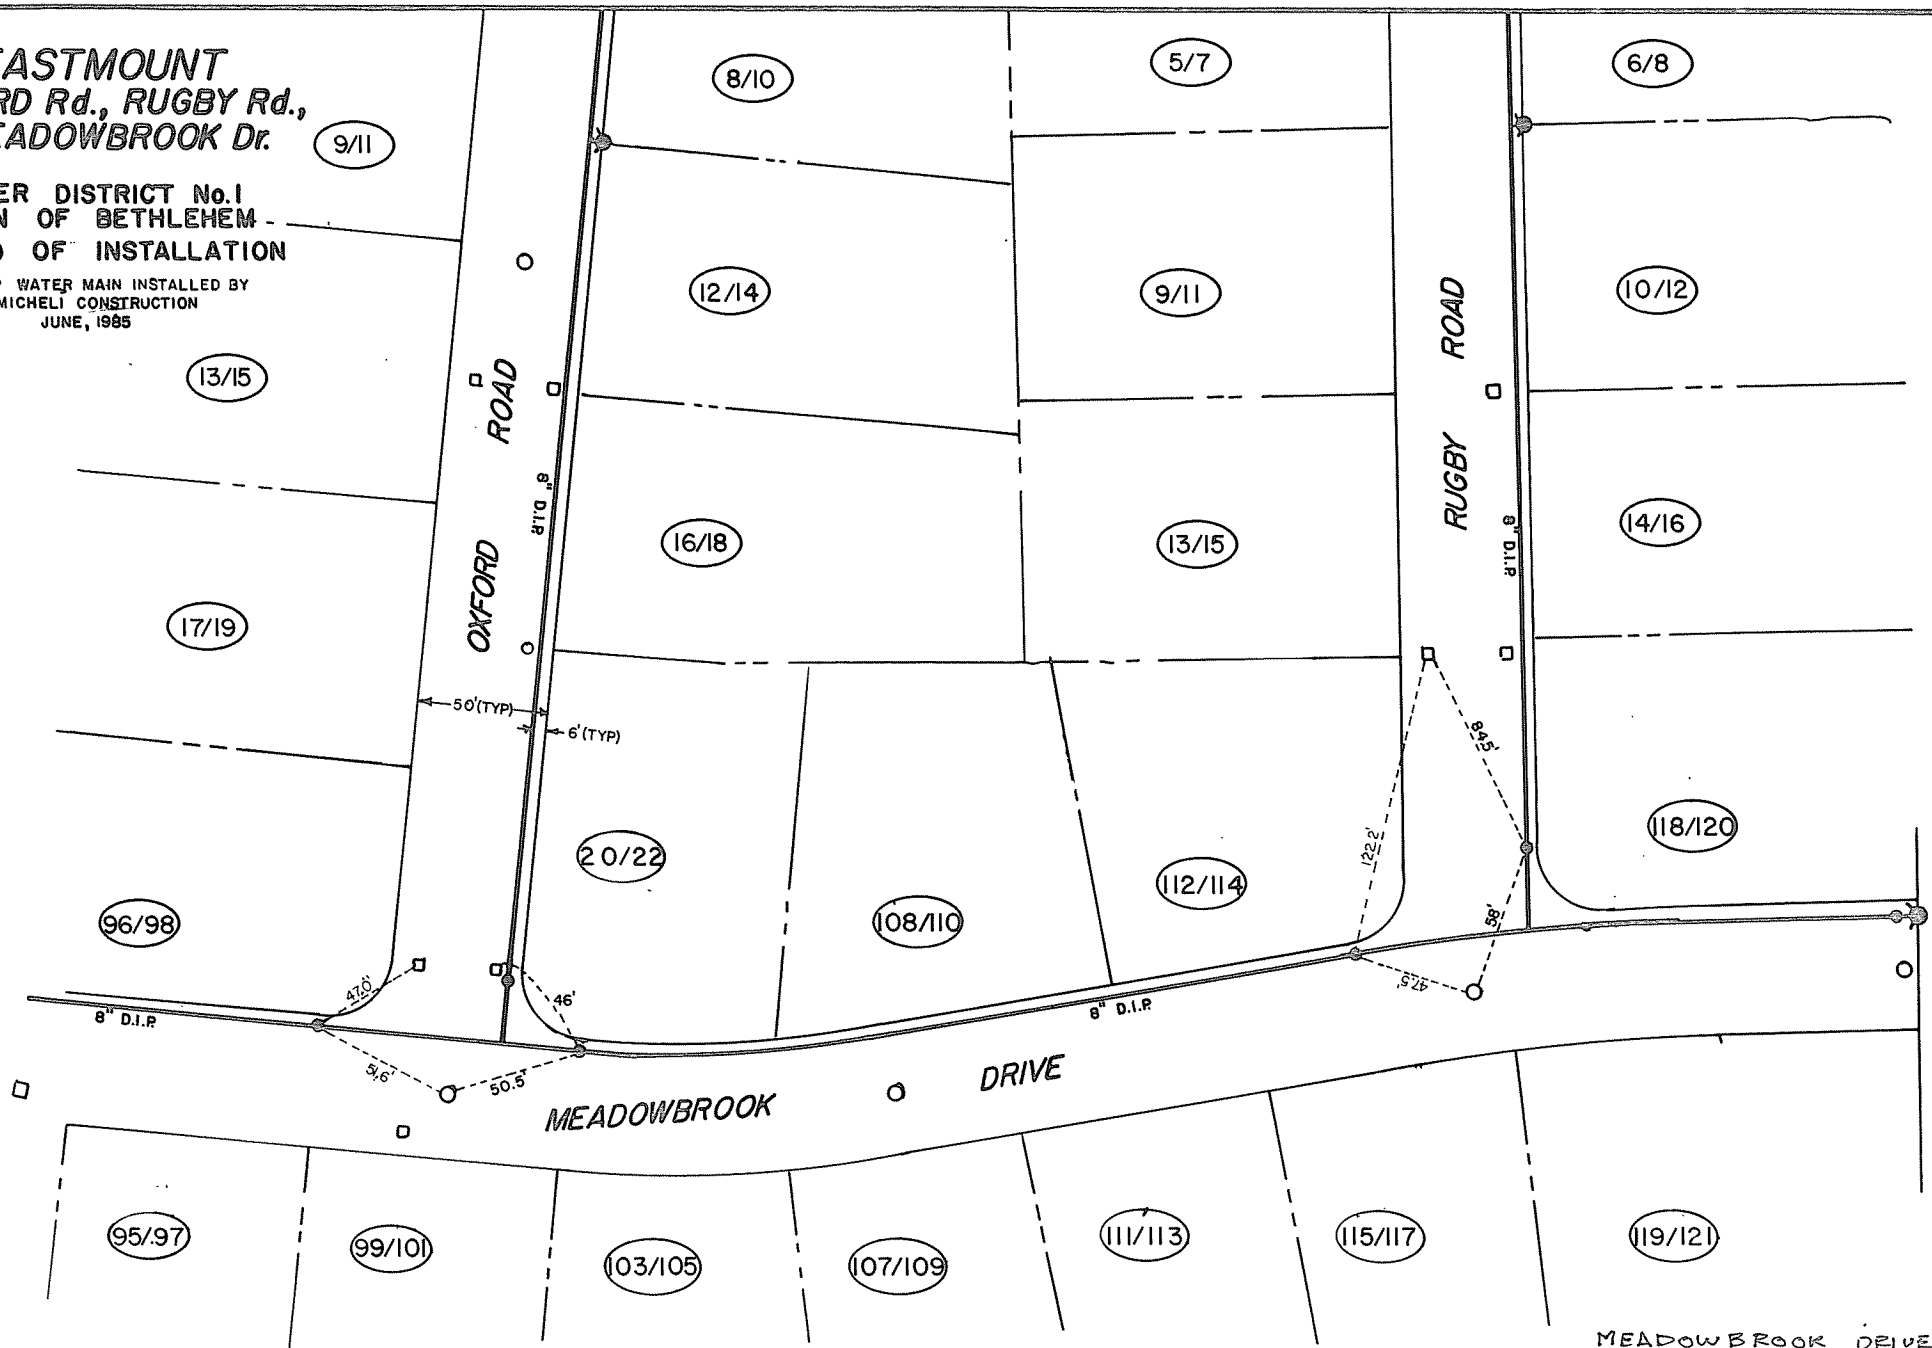 EASTMOUNT
RD Rd., RUGBY Rd.,
MEADOWBROOK Dr.
ER DISTRICT No.1
N OF BETHLEHEM
OF INSTALLATION
WATER MAIN INSTALLED BY
MICHELI CONSTRUCTION
JUNE, 1985
9/11
8/10
5/7
6/8
13/15
12/14
9/11
10/12
17/19
16/18
13/15
14/16
OXFORD ROAD
8" D.I.P.
RUGBY ROAD
8" D.I.P.
50'(TYP)
6'(TYP)
84.5'
122.2'
58'
47.5'
96/98
20/22
108/110
112/114
118/120
47.0'
46'
51.6'
50.5'
8" D.I.P.
8" D.I.P.
MEADOWBROOK DRIVE
95/97
99/101
103/105
107/109
111/113
115/117
119/121
MEADOWBROOK DRIVE